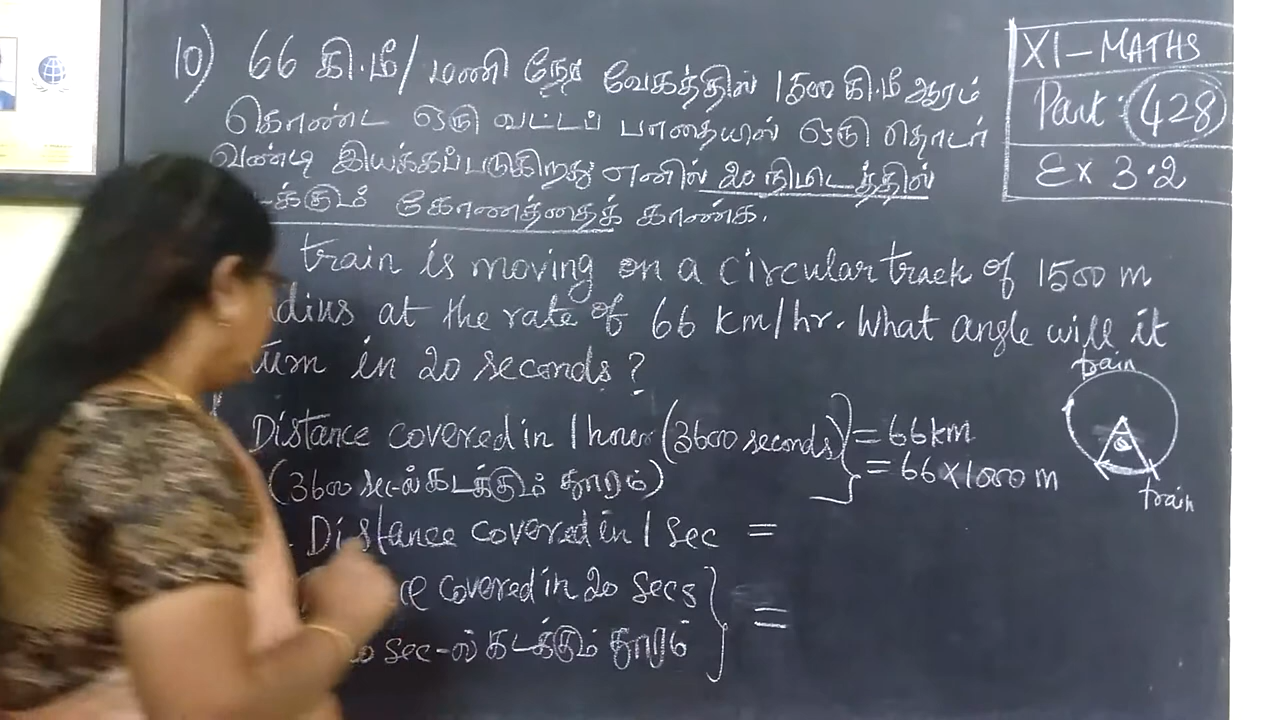 10) 66 கி.மீ/மணி நேர வேகத்தில் 1500 கி.மீ ஆரம்
கொண்ட ஒரு வட்டப் பாதையில் ஒரு தொடர்
வண்டி இயக்கப்படுகிறது எனில் 20 நிமிடத்தில்
க்கும் கோணத்தைக் காண்க.
train is moving on a circular track of 1500 m
dius at the rate of 66 km/hr. What angle will it
turn in 20 seconds?
Distance covered in 1 hour (3600 seconds) } = 66 km
(3600 sec-ல் கடக்கும் தூரம்) = 66 x 1000 m
Distance covered in 1 Sec =
ce covered in 20 secs } =
sec-ல் கடக்கும் தூரம்
XI - MATHS
Part : 428
Ex 3.2
train
θ
train